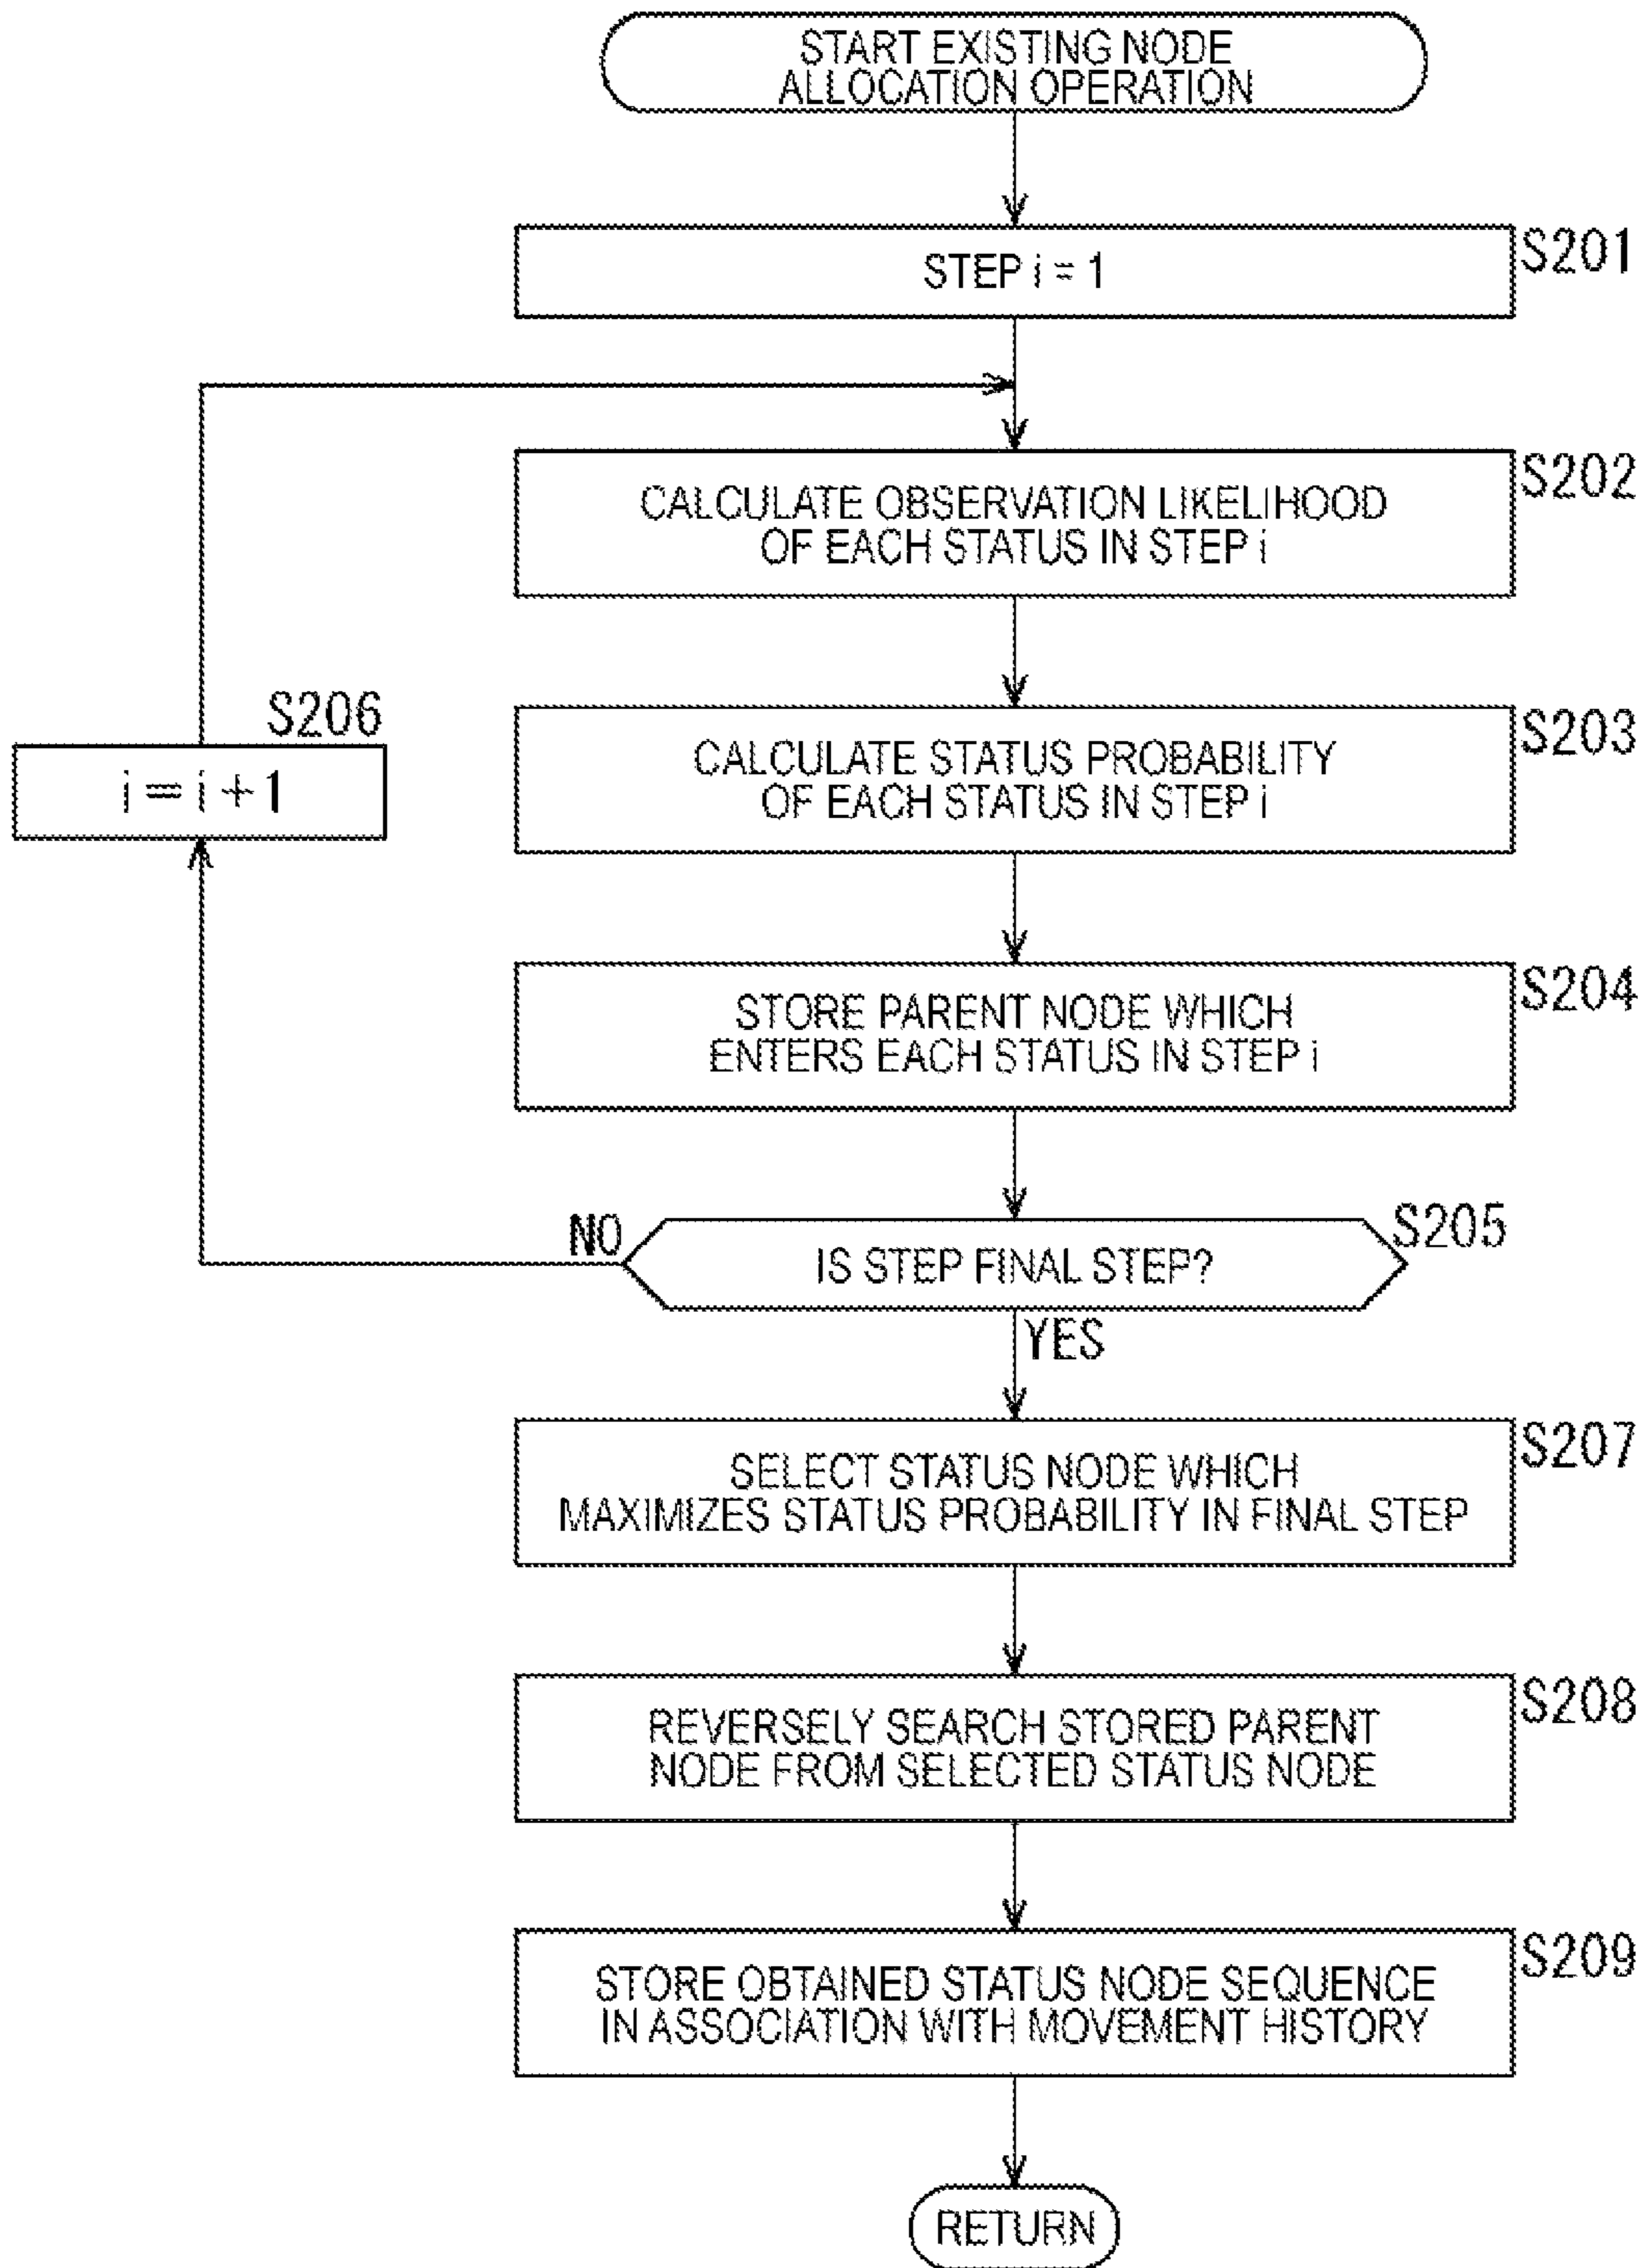 START EXISTING NODE
ALLOCATION OPERATION
S201
STEP i = 1
S202
CALCULATE OBSERVATION LIKELIHOOD
OF EACH STATUS IN STEP i
S206
i = i + 1
S203
CALCULATE STATUS PROBABILITY
OF EACH STATUS IN STEP i
S204
STORE PARENT NODE WHICH
ENTERS EACH STATUS IN STEP i
NO
S205
IS STEP FINAL STEP?
YES
S207
SELECT STATUS NODE WHICH
MAXIMIZES STATUS PROBABILITY IN FINAL STEP
S208
REVERSELY SEARCH STORED PARENT
NODE FROM SELECTED STATUS NODE
S209
STORE OBTAINED STATUS NODE SEQUENCE
IN ASSOCIATION WITH MOVEMENT HISTORY
RETURN